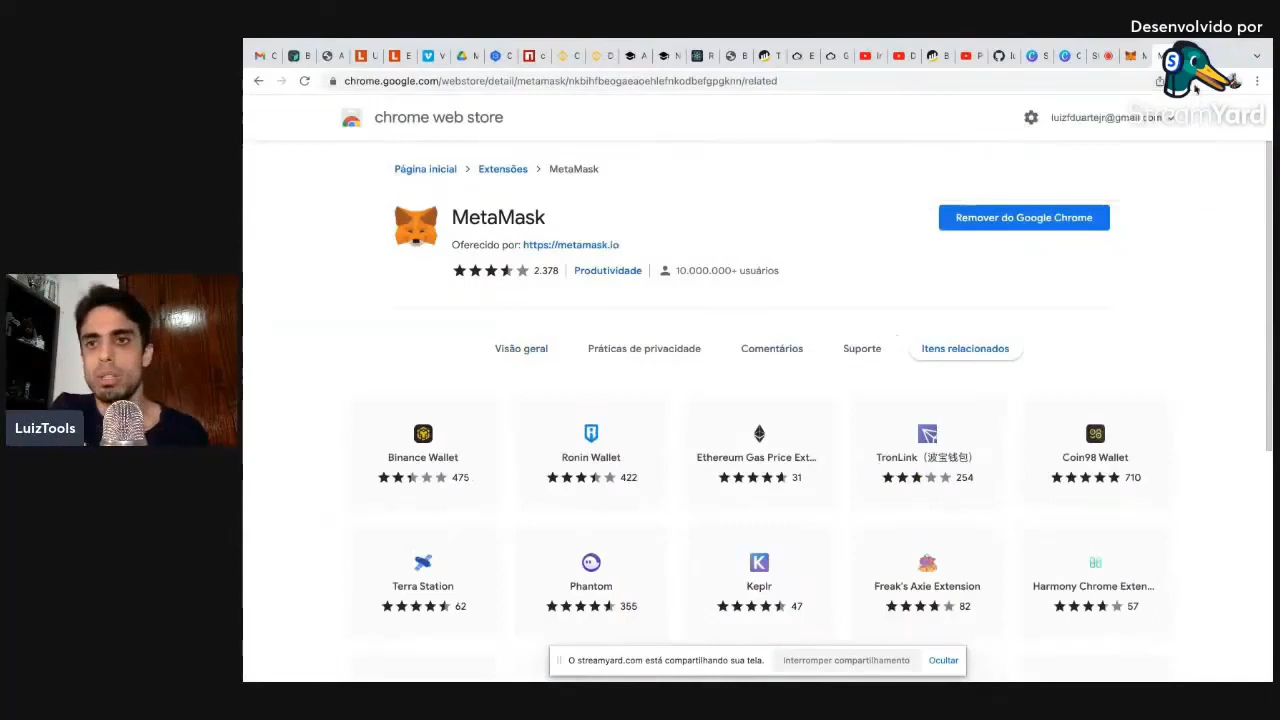 Desenvolvido por
StreamYard
chrome.google.com/webstore/detail/metamask/nkbihfbeogaeaoehlefnkodbefgpgknn/related
chrome web store
luizfduartejr@gmail.com
Página inicial > Extensões > MetaMask
MetaMask
Remover do Google Chrome
Oferecido por: https://metamask.io
2.378 Produtividade 10.000.000+ usuários
Visão geral Práticas de privacidade Comentários Suporte Itens relacionados
Binance Wallet Ronin Wallet Ethereum Gas Price Ext... TronLink（波宝钱包） Coin98 Wallet
475 422 31 254 710
Terra Station Phantom Keplr Freak's Axie Extension Harmony Chrome Exten...
62 355 47 82 57
LuizTools
O streamyard.com está compartilhando sua tela. Interromper compartilhamento Ocultar